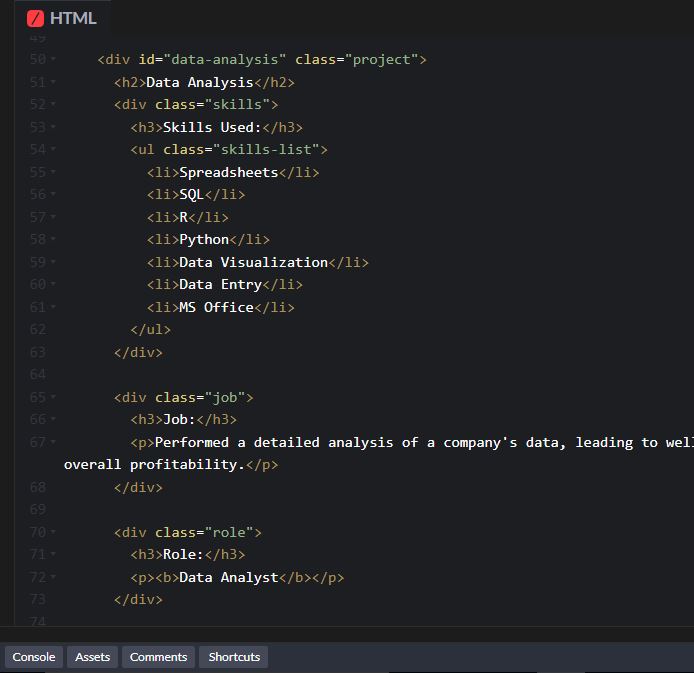 HTML
49
50 <div id="data-analysis" class="project">
51 <h2>Data Analysis</h2>
52 <div class="skills">
53 <h3>Skills Used:</h3>
54 <ul class="skills-list">
55 <li>Spreadsheets</li>
56 <li>SQL</li>
57 <li>R</li>
58 <li>Python</li>
59 <li>Data Visualization</li>
60 <li>Data Entry</li>
61 <li>MS Office</li>
62 </ul>
63 </div>
64
65 <div class="job">
66 <h3>Job:</h3>
67 <p>Performed a detailed analysis of a company's data, leading to well
overall profitability.</p>
68 </div>
69
70 <div class="role">
71 <h3>Role:</h3>
72 <p><b>Data Analyst</b></p>
73 </div>
74
Console Assets Comments Shortcuts